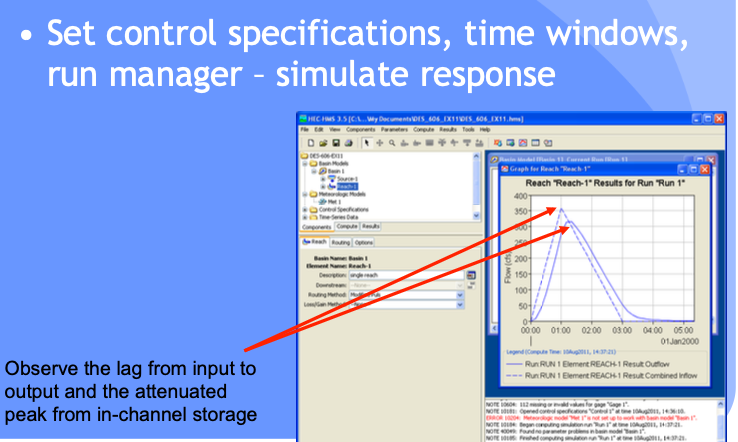 • Set control specifications, time windows,
run manager – simulate response
HEC-HMS 3.5 [C:\...\My Documents\DES_606_EX11\DES_606_EX11.hms]
File Edit View Components Parameters Compute Results Tools Help
DES-606-EX11
Basin Models
Basin 1
Source-1
Reach-1
Meteorologic Models
Met 1
Control Specifications
Time-Series Data
Components Compute Results
Reach Routing Options
Basin Name: Basin 1
Element Name: Reach-1
Description: single reach
Downstream: --None--
Routing Method: Modified Puls
Loss/Gain Method:
Basin Model [Basin 1] Current Run [Run 1]
Graph for Reach "Reach-1"
Reach "Reach-1" Results for Run "Run 1"
400
350
300
250
200
150
100
50
0
Flow (cfs)
00:00 01:00 02:00 03:00 04:00 05:00
01Jan2000
Legend (Compute Time: 10Aug2011, 14:37:21)
Run:RUN 1 Element:REACH-1 Result:Outflow
Run:RUN 1 Element:REACH-1 Result:Combined Inflow
Observe the lag from input to
output and the attenuated
peak from in-channel storage
NOTE 10604: 112 missing or invalid values for gage "Gage 1".
NOTE 10181: Opened control specifications "Control 1" at time 10Aug2011, 14:36:10.
ERROR 10204: Meteorologic model "Met 1" is not set up to work with basin model "Basin 1".
NOTE 10184: Began computing simulation run "Run 1" at time 10Aug2011, 14:37:21.
NOTE 40049: Found no parameter problems in basin model "Basin 1".
NOTE 10185: Finished computing simulation run "Run 1" at time 10Aug2011, 14:37:21.